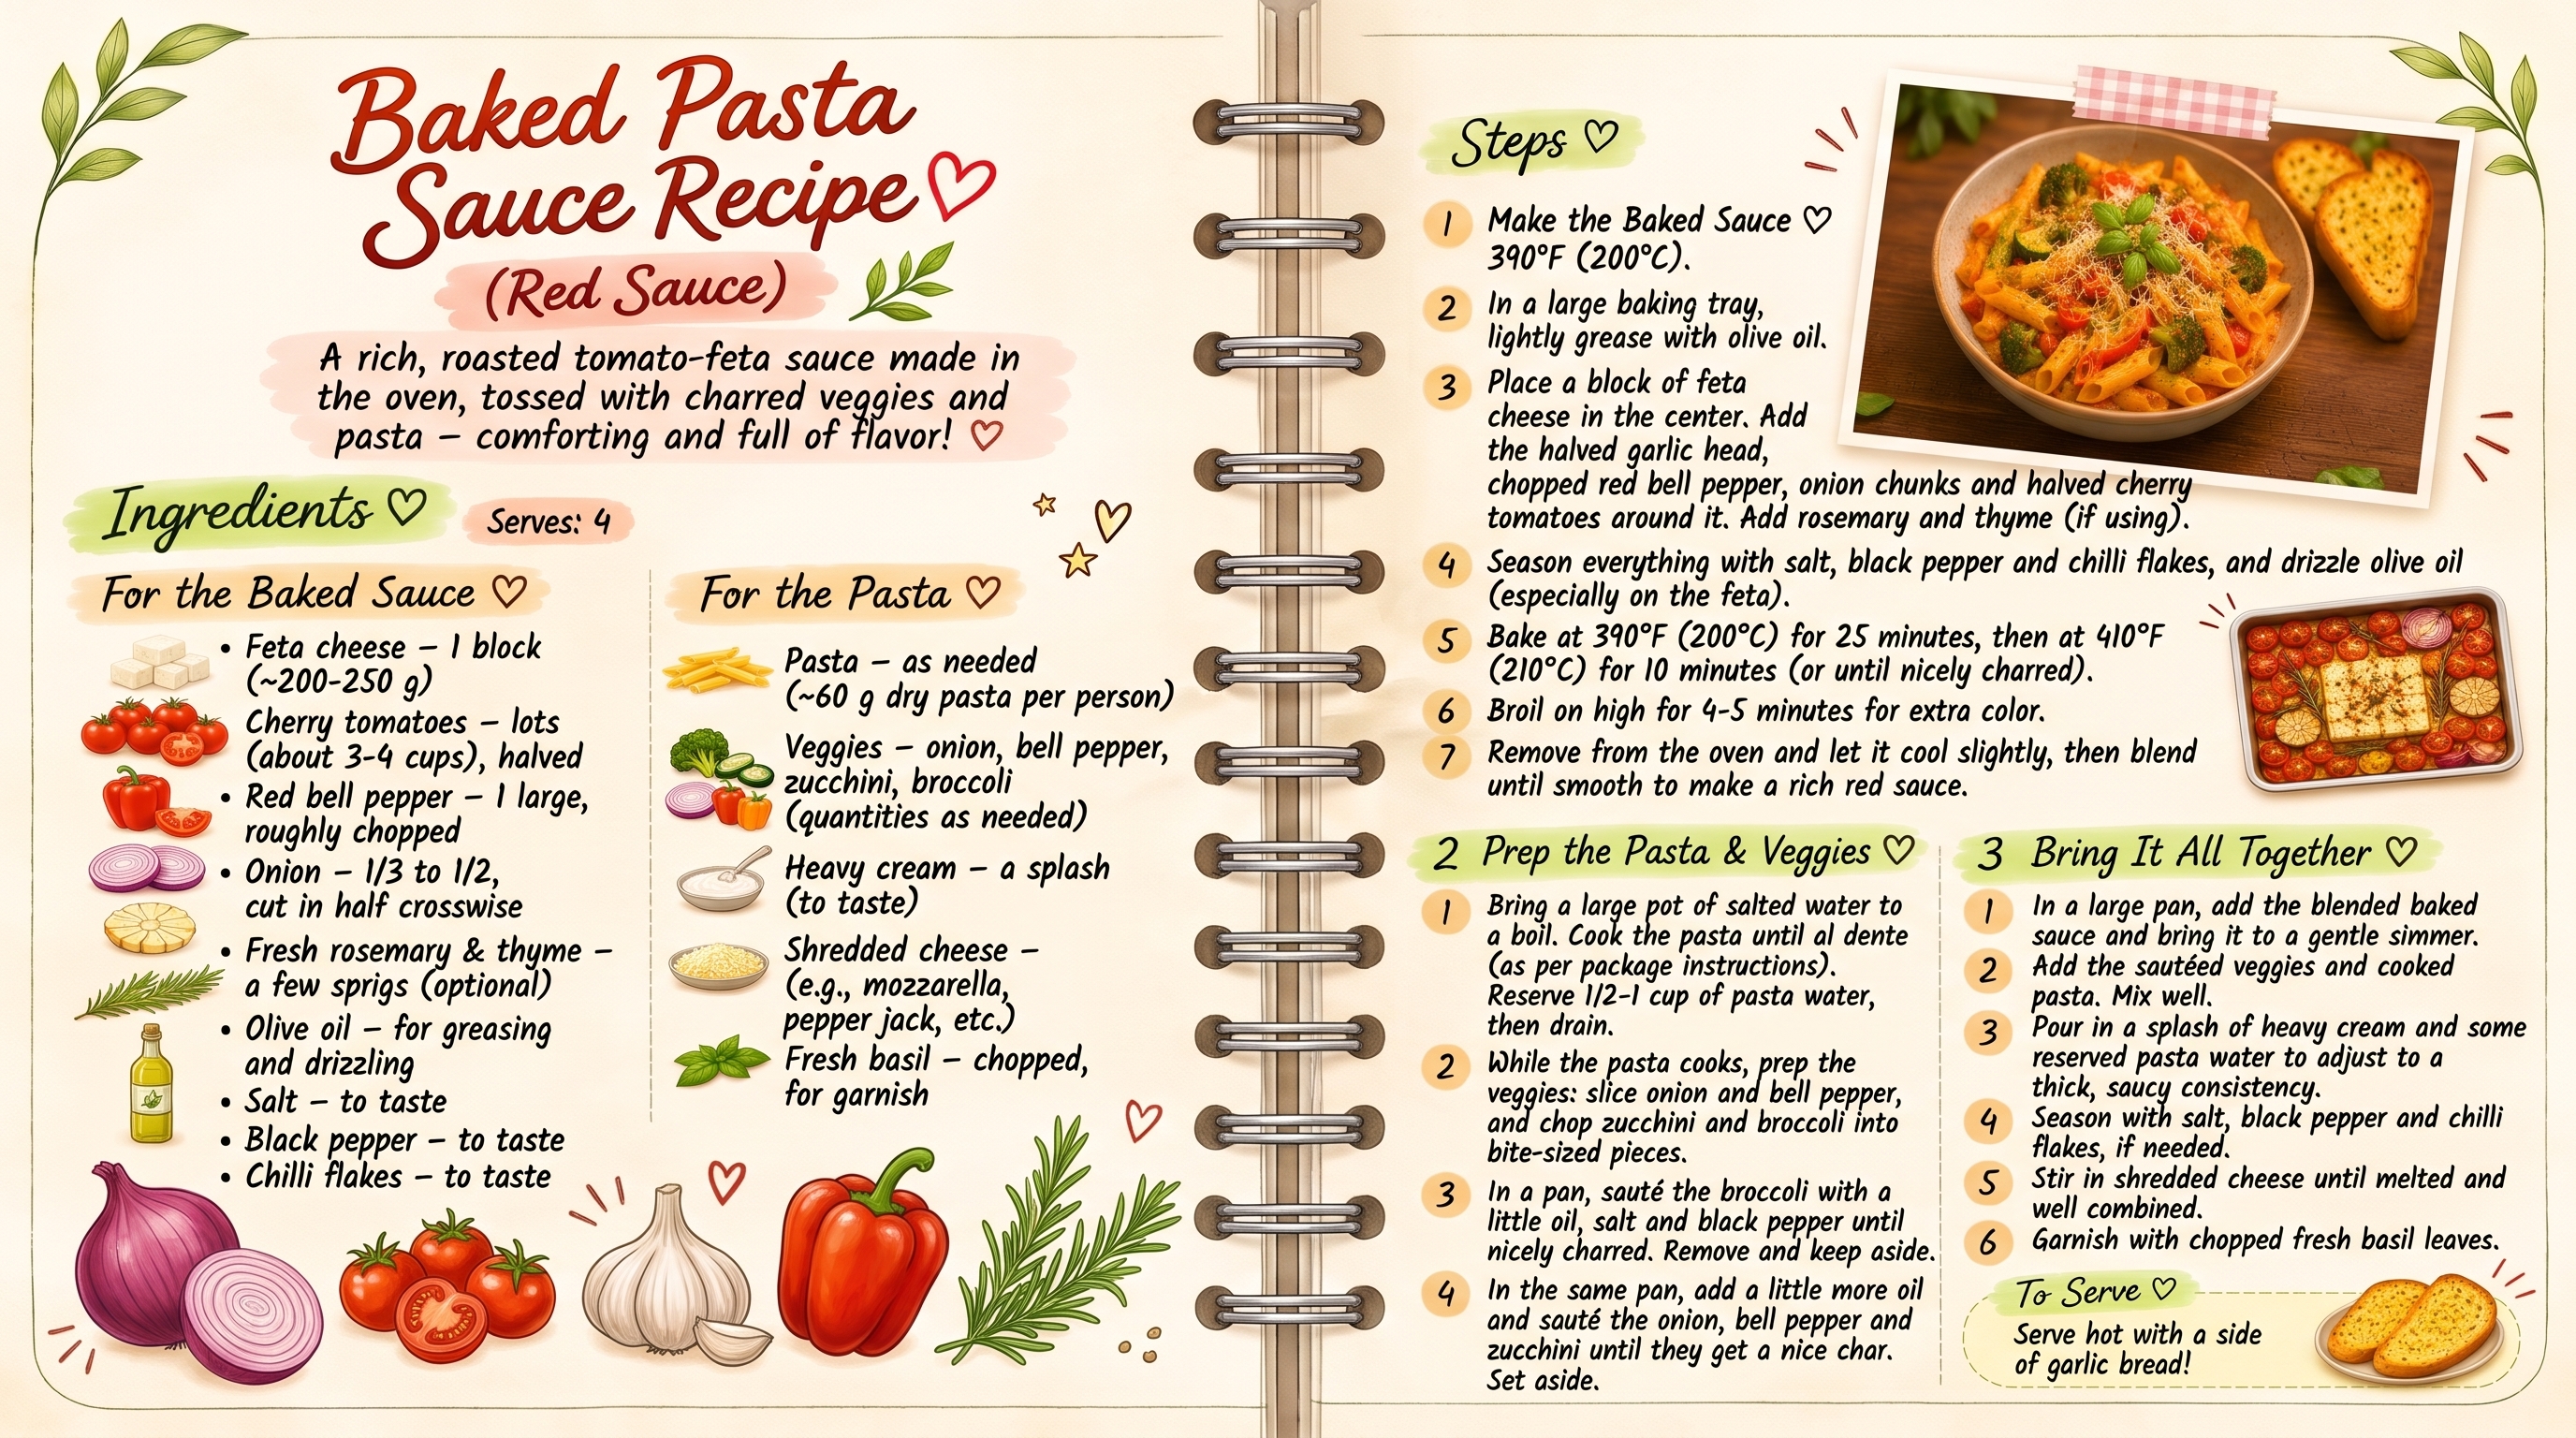 Baked Pasta
Sauce Recipe
(Red Sauce)
A rich, roasted tomato-feta sauce made in
the oven, tossed with charred veggies and
pasta – comforting and full of flavor!
Ingredients
Serves: 4
For the Baked Sauce
• Feta cheese – 1 block
(~200-250 g)
Cherry tomatoes – lots
(about 3-4 cups), halved
• Red bell pepper – 1 large,
roughly chopped
• Onion – 1/3 to 1/2,
cut in half crosswise
• Fresh rosemary & thyme –
a few sprigs (optional)
• Olive oil – for greasing
and drizzling
• Salt – to taste
• Black pepper – to taste
• Chilli flakes – to taste
For the Pasta
Pasta – as needed
(~60 g dry pasta per person)
Veggies – onion, bell pepper,
zucchini, broccoli
(quantities as needed)
Heavy cream – a splash
(to taste)
Shredded cheese –
(e.g., mozzarella,
pepper jack, etc.)
Fresh basil – chopped,
for garnish
Steps
1 Make the Baked Sauce
390°F (200°C).
2 In a large baking tray,
lightly grease with olive oil.
3 Place a block of feta
cheese in the center. Add
the halved garlic head,
chopped red bell pepper, onion chunks and halved cherry
tomatoes around it. Add rosemary and thyme (if using).
4 Season everything with salt, black pepper and chilli flakes, and drizzle olive oil
(especially on the feta).
5 Bake at 390°F (200°C) for 25 minutes, then at 410°F
(210°C) for 10 minutes (or until nicely charred).
6 Broil on high for 4-5 minutes for extra color.
7 Remove from the oven and let it cool slightly, then blend
until smooth to make a rich red sauce.
2 Prep the Pasta & Veggies
1 Bring a large pot of salted water to
a boil. Cook the pasta until al dente
(as per package instructions).
Reserve 1/2-1 cup of pasta water,
then drain.
2 While the pasta cooks, prep the
veggies: slice onion and bell pepper,
and chop zucchini and broccoli into
bite-sized pieces.
3 In a pan, sauté the broccoli with a
little oil, salt and black pepper until
nicely charred. Remove and keep aside.
4 In the same pan, add a little more oil
and sauté the onion, bell pepper and
zucchini until they get a nice char.
Set aside.
3 Bring It All Together
1 In a large pan, add the blended baked
sauce and bring it to a gentle simmer.
2 Add the sautéed veggies and cooked
pasta. Mix well.
3 Pour in a splash of heavy cream and some
reserved pasta water to adjust to a
thick, saucy consistency.
4 Season with salt, black pepper and chilli
flakes, if needed.
5 Stir in shredded cheese until melted and
well combined.
6 Garnish with chopped fresh basil leaves.
To Serve
Serve hot with a side
of garlic bread!